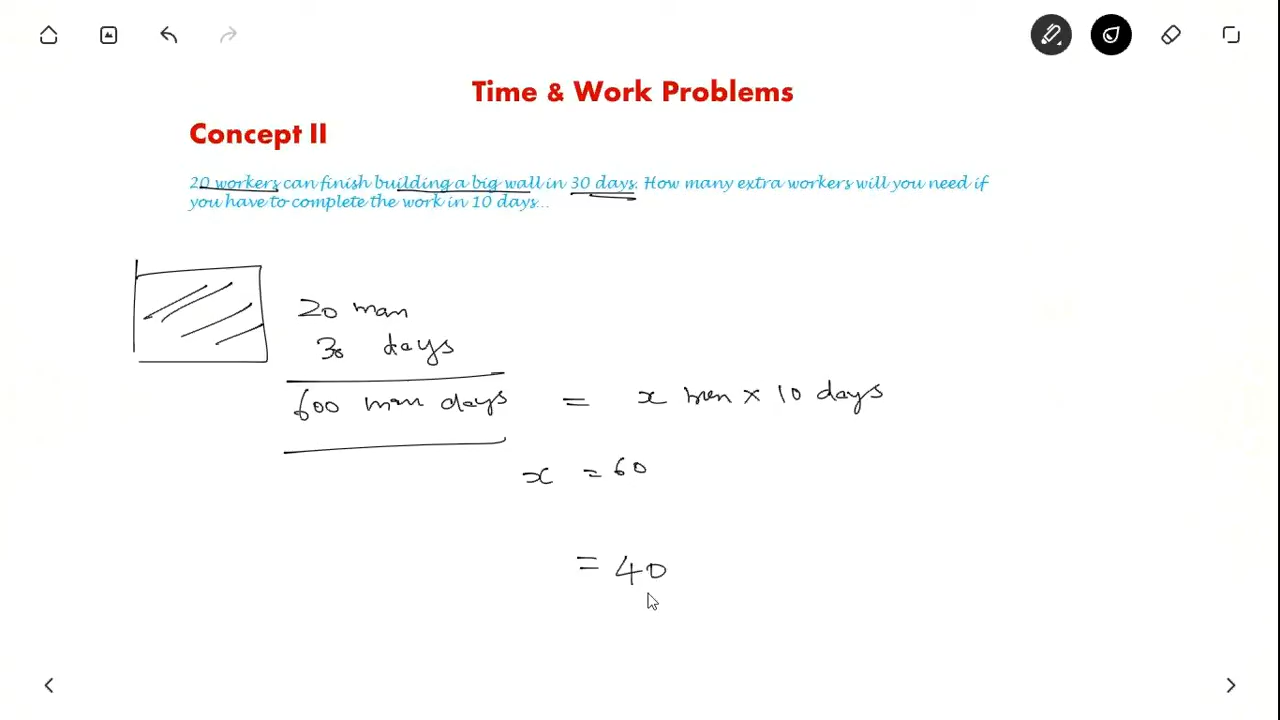 Time & Work Problems
Concept II
20 workers can finish building a big wall in 30 days. How many extra workers will you need if
you have to complete the work in 10 days...
20 man
30 days
600 man days = x men × 10 days
x = 60
= 40